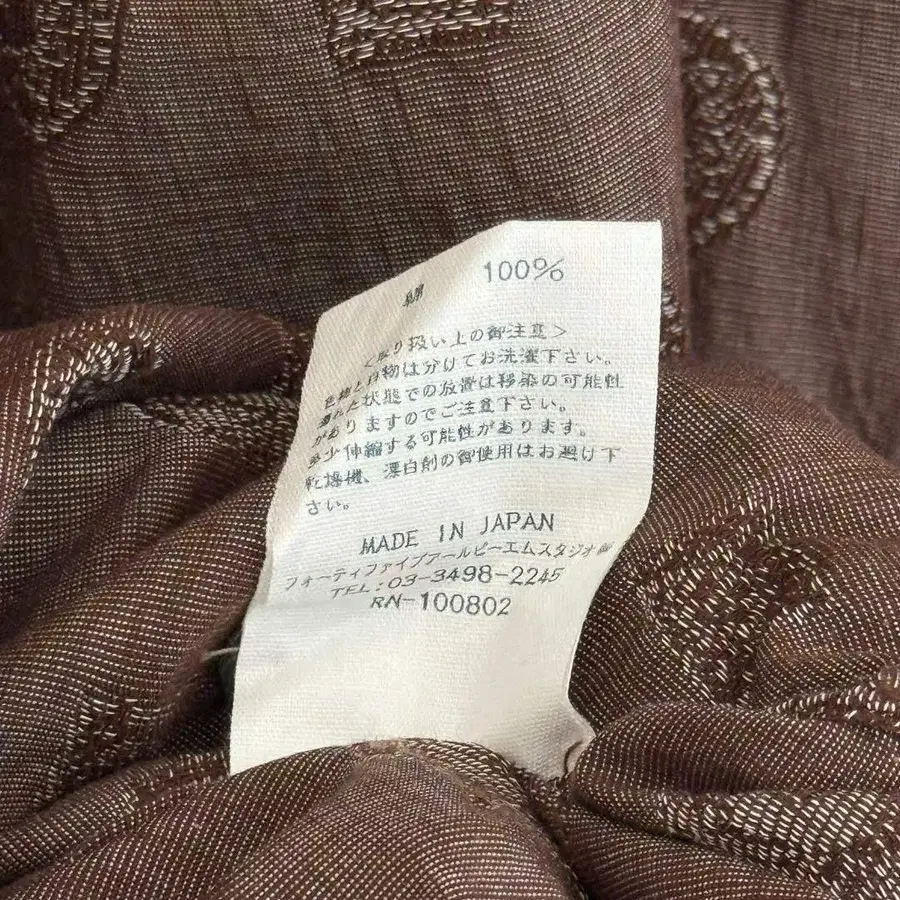 綿 100%
<取り扱い上の御注意>
色物と白物は分けてお洗濯下さい。
濡れた状態での放置は移染の可能性
がありますのでご注意下さい。
多少伸縮する可能性があります。
乾燥機、漂白剤の御使用はお避け下
さい。
MADE IN JAPAN
フォーティファイブアールピーエムスタジオ㈱
TEL:03-3498-2245
RN-100802